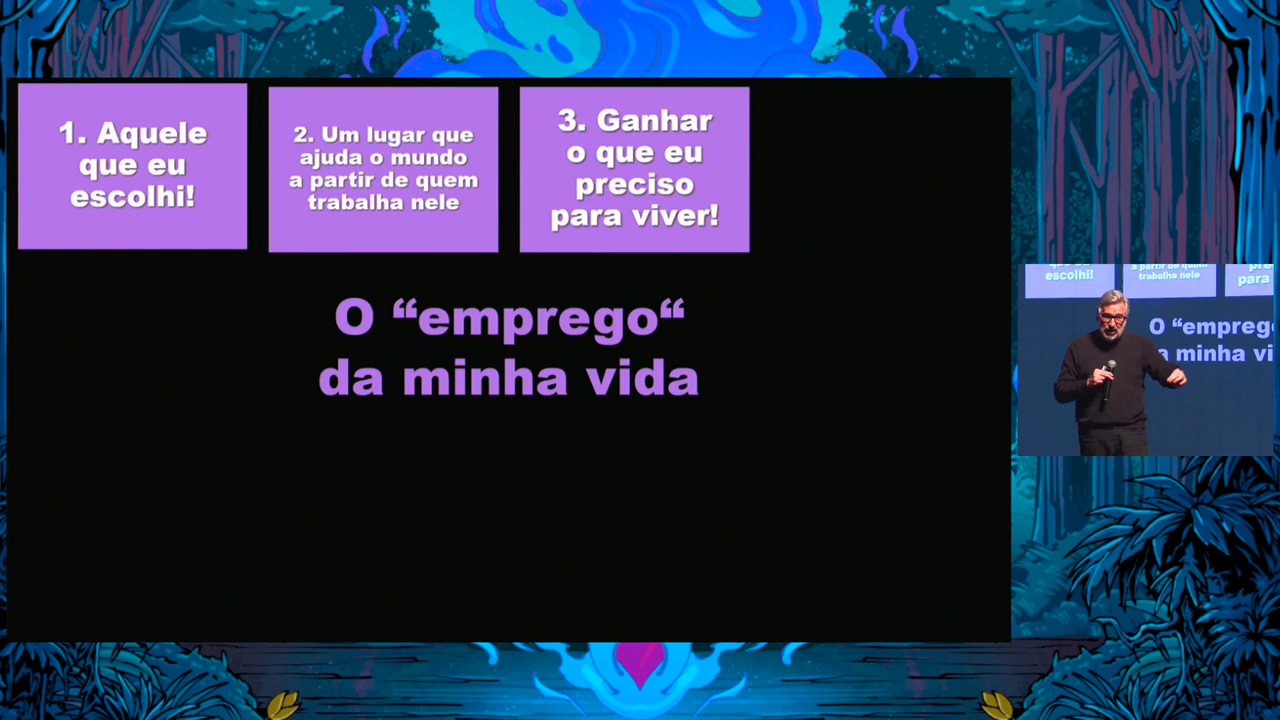 1. Aquele
que eu
escolhi!
2. Um lugar que
ajuda o mundo
a partir de quem
trabalha nele
3. Ganhar
o que eu
preciso
para viver!
O “emprego“
da minha vida
escolhi!
a partir de quem
trabalha nele
para
O “emprego
minha vi